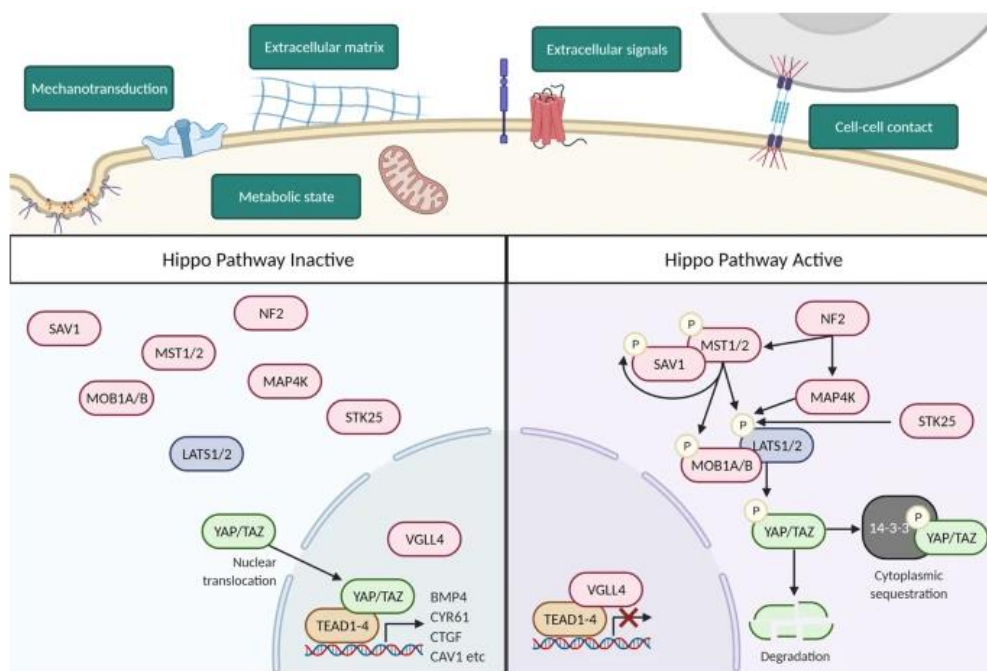 Extracellular matrix
Extracellular signals
Mechanotransduction
Cell-cell contact
Metabolic state
Hippo Pathway Inactive
SAV1
NF2
MST1/2
MOB1A/B
MAP4K
STK25
LATS1/2
YAP/TAZ
Nuclear
translocation
VGLL4
YAP/TAZ
TEAD1-4
BMP4
CYR61
CTGF
CAV1 etc
Hippo Pathway Active
P
MST1/2
P
SAV1
NF2
MAP4K
STK25
P
LATS1/2
P
MOB1A/B
P
YAP/TAZ
14-3-3
P
YAP/TAZ
Cytoplasmic
sequestration
VGLL4
TEAD1-4
Degradation